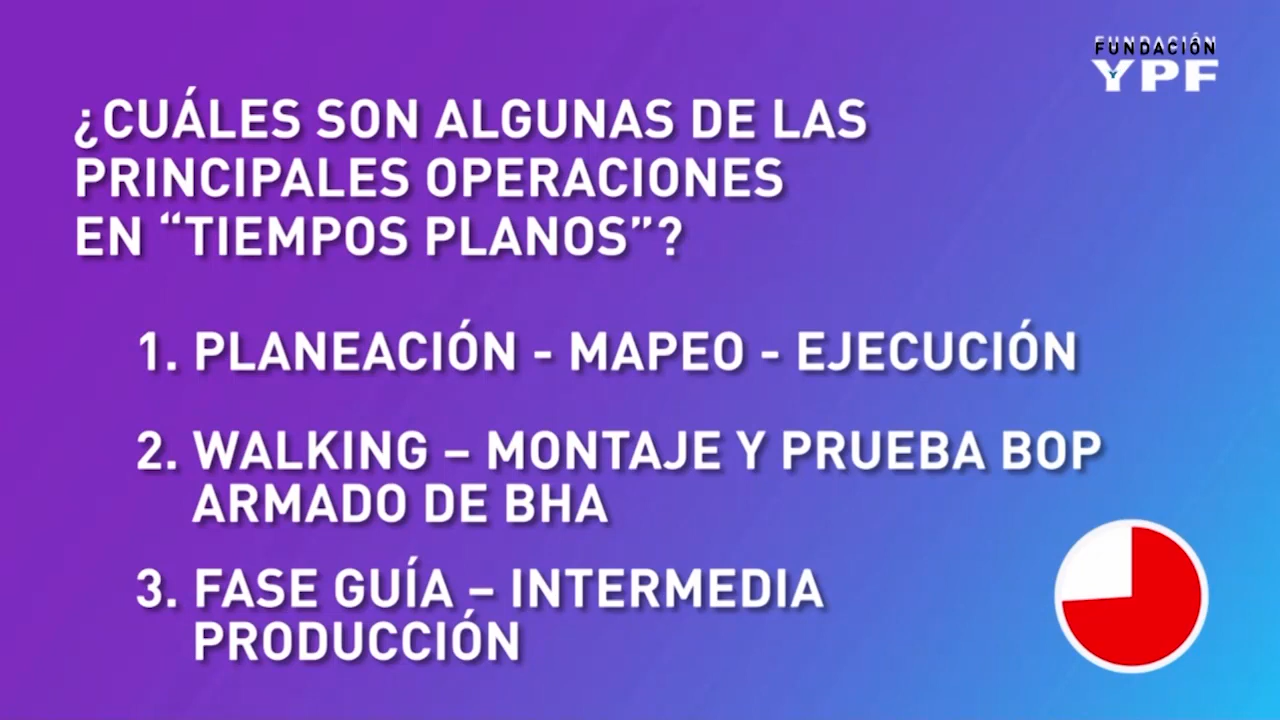 FUNDACIÓN
YPF
¿CUÁLES SON ALGUNAS DE LAS
PRINCIPALES OPERACIONES
EN “TIEMPOS PLANOS”?
1. PLANEACIÓN - MAPEO - EJECUCIÓN
2. WALKING – MONTAJE Y PRUEBA BOP
ARMADO DE BHA
3. FASE GUÍA – INTERMEDIA
PRODUCCIÓN